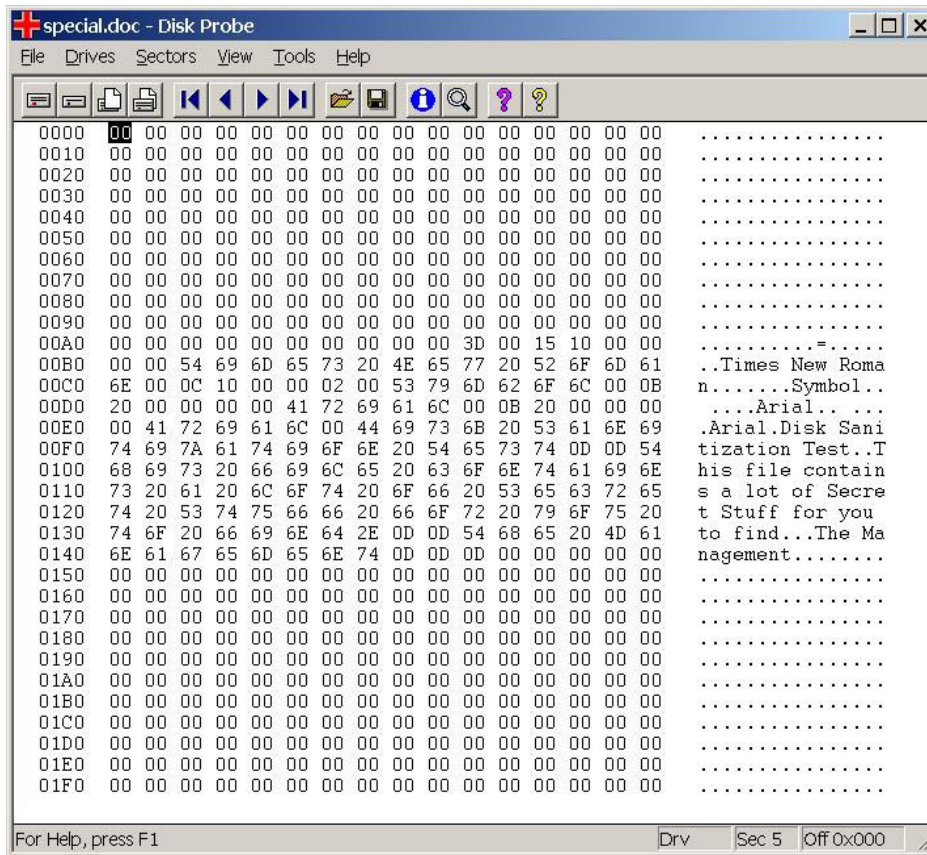 special.doc - Disk Probe
File Drives Sectors View Tools Help
0000 00 00 00 00 00 00 00 00 00 00 00 00 00 00 00 00 ................
0010 00 00 00 00 00 00 00 00 00 00 00 00 00 00 00 00 ................
0020 00 00 00 00 00 00 00 00 00 00 00 00 00 00 00 00 ................
0030 00 00 00 00 00 00 00 00 00 00 00 00 00 00 00 00 ................
0040 00 00 00 00 00 00 00 00 00 00 00 00 00 00 00 00 ................
0050 00 00 00 00 00 00 00 00 00 00 00 00 00 00 00 00 ................
0060 00 00 00 00 00 00 00 00 00 00 00 00 00 00 00 00 ................
0070 00 00 00 00 00 00 00 00 00 00 00 00 00 00 00 00 ................
0080 00 00 00 00 00 00 00 00 00 00 00 00 00 00 00 00 ................
0090 00 00 00 00 00 00 00 00 00 00 00 00 00 00 00 00 ................
00A0 00 00 00 00 00 00 00 00 00 00 3D 00 15 10 00 00 ..........=.....
00B0 00 00 54 69 6D 65 73 20 4E 65 77 20 52 6F 6D 61 ..Times New Roma
00C0 6E 00 0C 10 00 00 02 00 53 79 6D 62 6F 6C 00 0B n.......Symbol..
00D0 20 00 00 00 00 41 72 69 61 6C 00 0B 20 00 00 00 ....Arial.. ...
00E0 00 41 72 69 61 6C 00 44 69 73 6B 20 53 61 6E 69 .Arial.Disk Sani
00F0 74 69 7A 61 74 69 6F 6E 20 54 65 73 74 0D 0D 54 tization Test..T
0100 68 69 73 20 66 69 6C 65 20 63 6F 6E 74 61 69 6E his file contain
0110 73 20 61 20 6C 6F 74 20 6F 66 20 53 65 63 72 65 s a lot of Secre
0120 74 20 53 74 75 66 66 20 66 6F 72 20 79 6F 75 20 t Stuff for you
0130 74 6F 20 66 69 6E 64 2E 0D 0D 54 68 65 20 4D 61 to find...The Ma
0140 6E 61 67 65 6D 65 6E 74 0D 0D 0D 00 00 00 00 00 nagement........
0150 00 00 00 00 00 00 00 00 00 00 00 00 00 00 00 00 ................
0160 00 00 00 00 00 00 00 00 00 00 00 00 00 00 00 00 ................
0170 00 00 00 00 00 00 00 00 00 00 00 00 00 00 00 00 ................
0180 00 00 00 00 00 00 00 00 00 00 00 00 00 00 00 00 ................
0190 00 00 00 00 00 00 00 00 00 00 00 00 00 00 00 00 ................
01A0 00 00 00 00 00 00 00 00 00 00 00 00 00 00 00 00 ................
01B0 00 00 00 00 00 00 00 00 00 00 00 00 00 00 00 00 ................
01C0 00 00 00 00 00 00 00 00 00 00 00 00 00 00 00 00 ................
01D0 00 00 00 00 00 00 00 00 00 00 00 00 00 00 00 00 ................
01E0 00 00 00 00 00 00 00 00 00 00 00 00 00 00 00 00 ................
01F0 00 00 00 00 00 00 00 00 00 00 00 00 00 00 00 00 ................
For Help, press F1 Drv Sec 5 Off 0x000